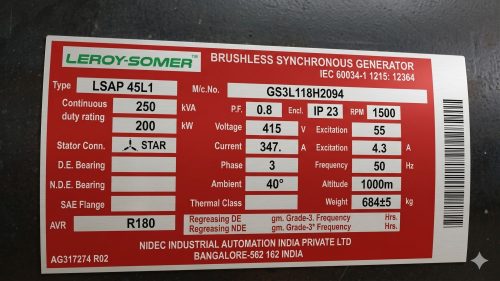 LEROY-SOMER™
BRUSHLESS SYNCHRONOUS GENERATOR
IEC 60034-1 1215: 12364
Type LSAP 45L1 M/c.No. GS3L118H2094
Continuous duty rating 250 kVA P.F. 0.8 Encl. IP 23 RPM 1500
200 kW Voltage 415 V Excitation 55
Stator Conn. STAR Current 347. A Excitation 4.3 A
D.E. Bearing Phase 3 Frequency 50 Hz
N.D.E. Bearing Ambient 40° Altitude 1000m
SAE Flange Thermal Class Weight 684±5 kg
AVR R180 Regreasing DE gm. Grade-3. Frequency Hrs.
Regreasing NDE gm. Grade-3* Frequency Hrs.
NIDEC INDUSTRIAL AUTOMATION INDIA PRIVATE LTD
BANGALORE-562 162 INDIA
AG317274 R02